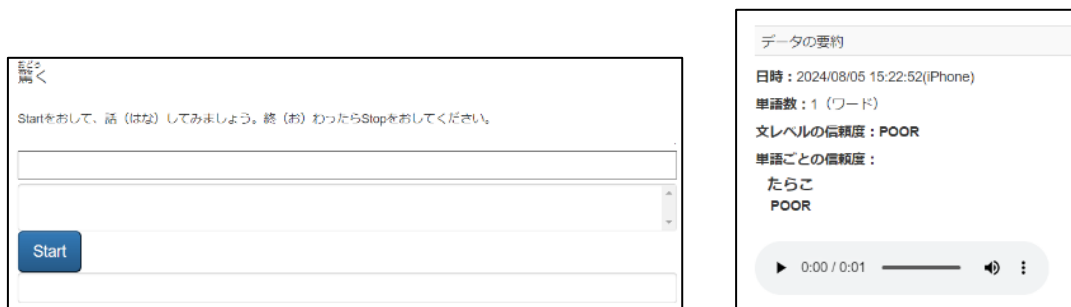 おどろ
驚く
Startをおして、話（はな）してみましょう。終（お）わったらStopをおしてください。
Start
データの要約
日時：2024/08/05 15:22:52(iPhone)
単語数：1（ワード）
文レベルの信頼度：POOR
単語ごとの信頼度：
たらこ
POOR
0:00 / 0:01